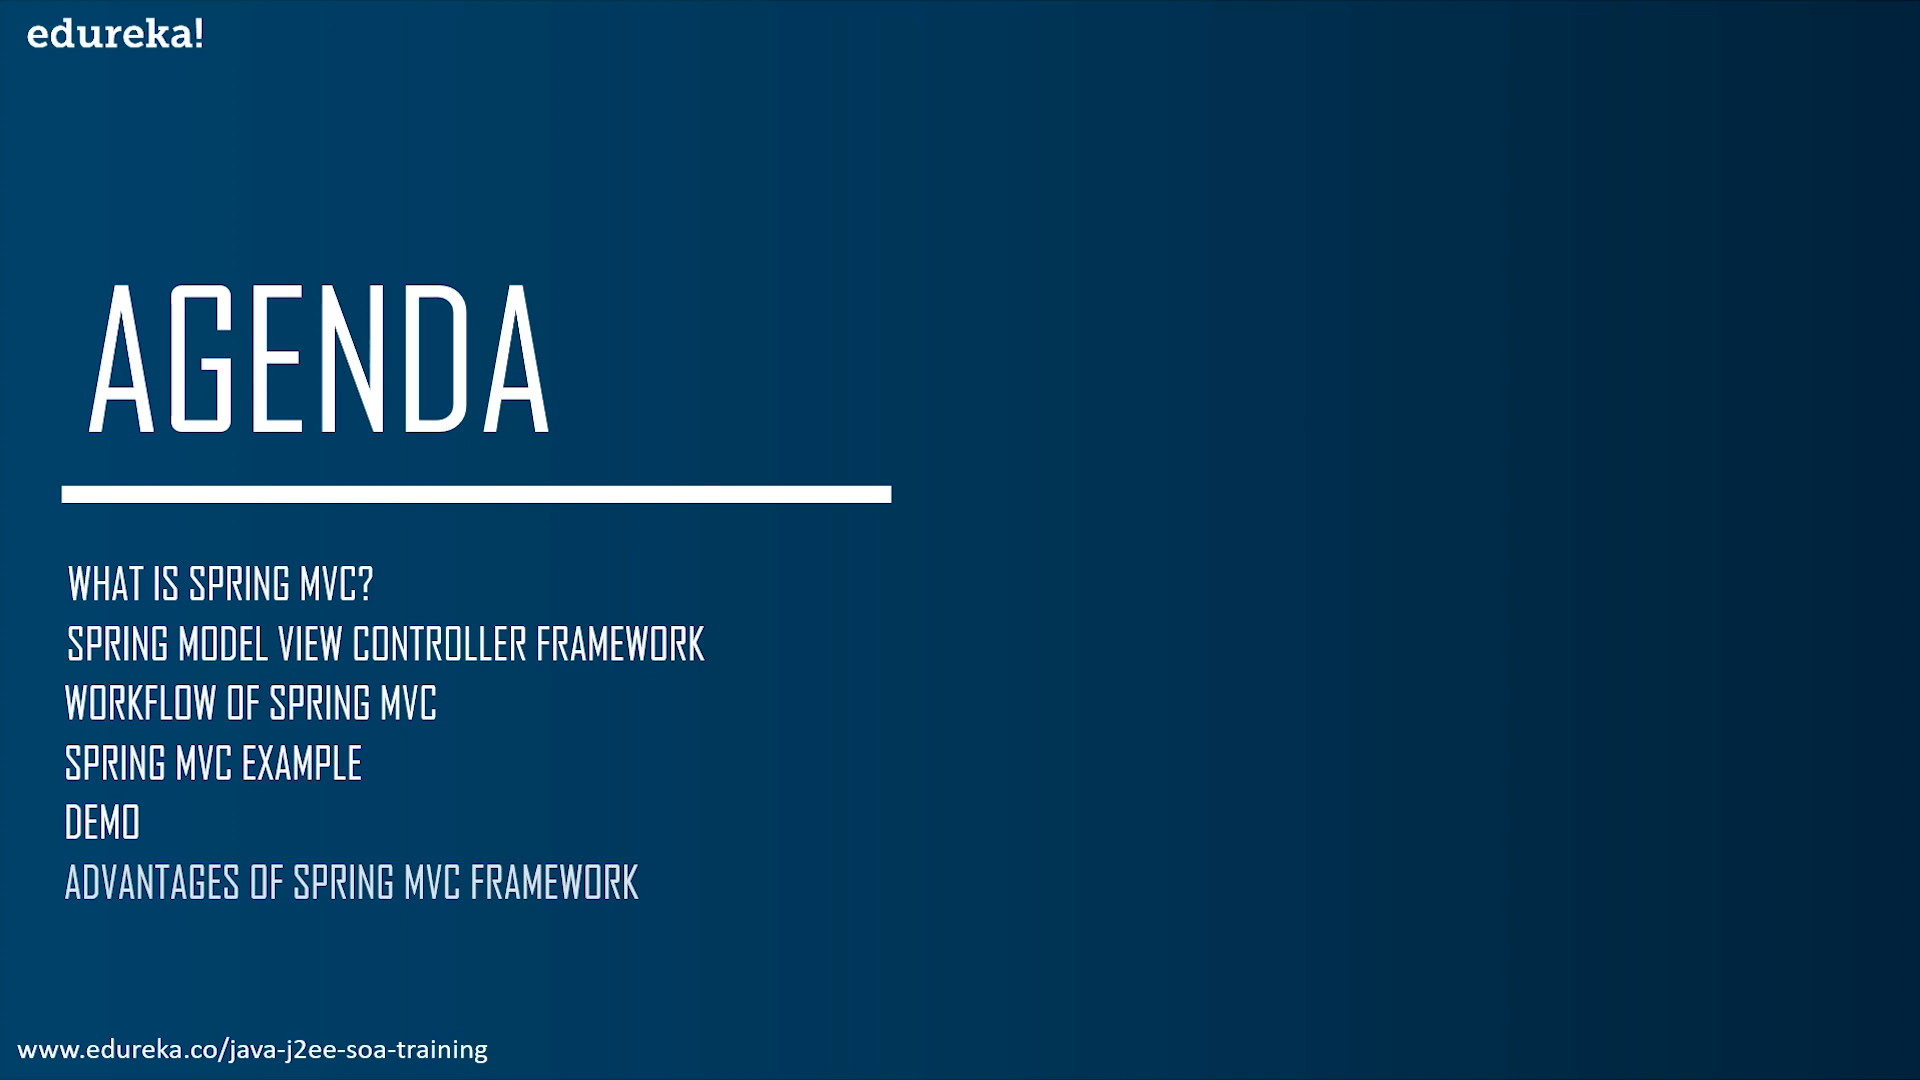 edureka!
AGENDA
WHAT IS SPRING MVC?
SPRING MODEL VIEW CONTROLLER FRAMEWORK
WORKFLOW OF SPRING MVC
SPRING MVC EXAMPLE
DEMO
ADVANTAGES OF SPRING MVC FRAMEWORK
www.edureka.co/java-j2ee-soa-training